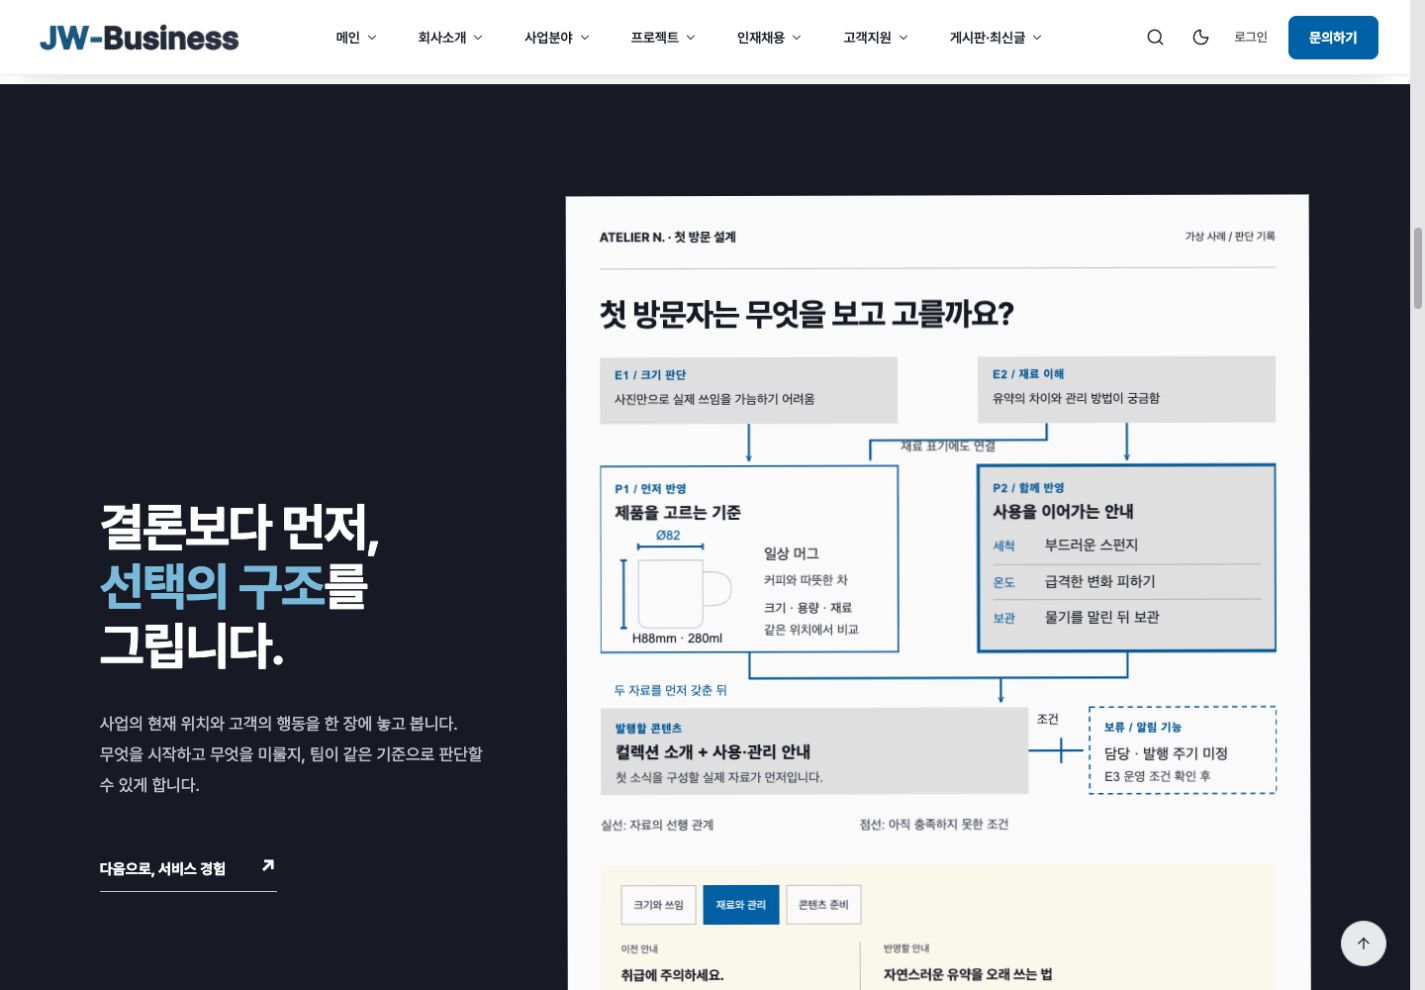 JW-Business
메인
회사소개
사업분야
프로젝트
인재채용
고객지원
게시판·최신글
로그인
문의하기
결론보다 먼저,
선택의 구조를
그립니다.
사업의 현재 위치와 고객의 행동을 한 장에 놓고 봅니다.
무엇을 시작하고 무엇을 미룰지, 팀이 같은 기준으로 판단할
수 있게 합니다.
다음으로, 서비스 경험
ATELIER N. · 첫 방문 설계
가상 사례 / 판단 기록
첫 방문자는 무엇을 보고 고를까요?
E1 / 크기 판단
사진만으로 실제 쓰임을 가늠하기 어려움
E2 / 재료 이해
유약의 차이와 관리 방법이 궁금함
재료 표기에도 연결
P1 / 먼저 반영
제품을 고르는 기준
Ø82
H88mm · 280ml
일상 머그
커피와 따뜻한 차
크기 · 용량 · 재료
같은 위치에서 비교
P2 / 함께 반영
사용을 이어가는 안내
세척 부드러운 스펀지
온도 급격한 변화 피하기
보관 물기를 말린 뒤 보관
두 자료를 먼저 갖춘 뒤
발행할 콘텐츠
컬렉션 소개 + 사용·관리 안내
첫 소식을 구성할 실제 자료가 먼저입니다.
조건
보류 / 알림 기능
담당 · 발행 주기 미정
E3 운영 조건 확인 후
실선: 자료의 선행 관계
점선: 아직 충족하지 못한 조건
크기와 쓰임
재료와 관리
콘텐츠 준비
이전 안내
취급에 주의하세요.
반영할 안내
자연스러운 유약을 오래 쓰는 법